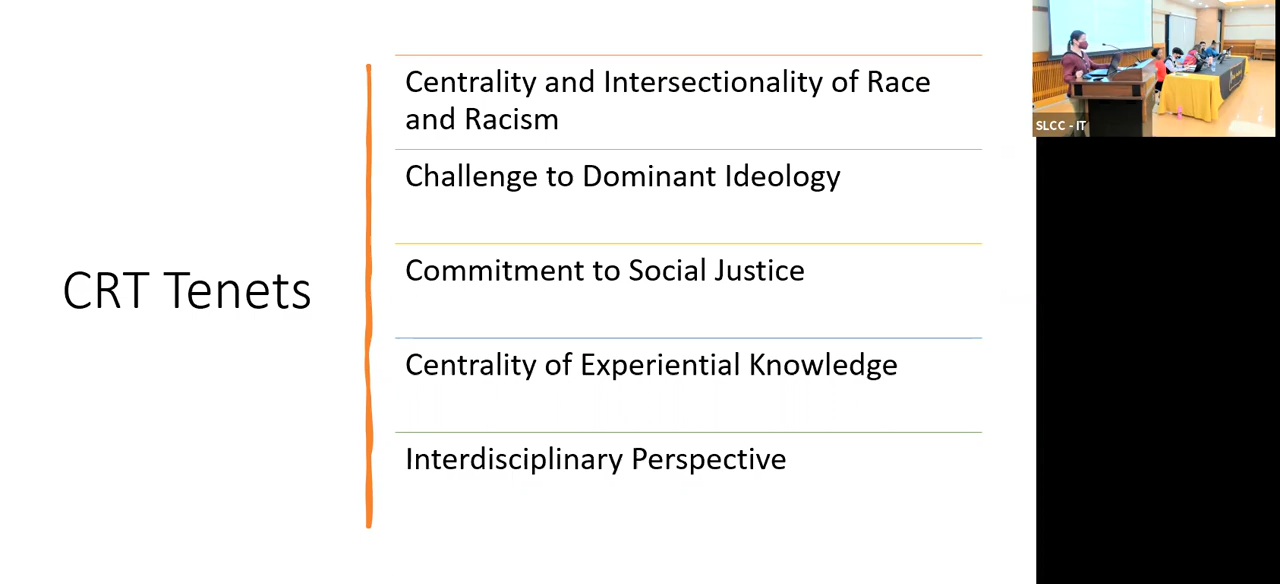 CRT Tenets
Centrality and Intersectionality of Race
and Racism
Challenge to Dominant Ideology
Commitment to Social Justice
Centrality of Experiential Knowledge
Interdisciplinary Perspective
SLCC - IT